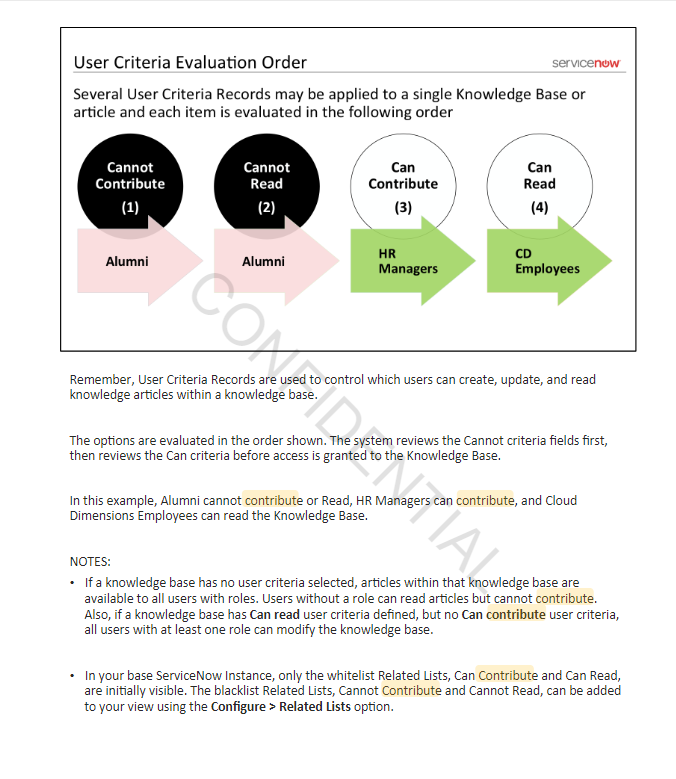 User Criteria Evaluation Order
servicenow
Several User Criteria Records may be applied to a single Knowledge Base or
article and each item is evaluated in the following order
Cannot
Contribute
(1)
Alumni
Cannot
Read
(2)
Alumni
Can
Contribute
(3)
HR
Managers
Can
Read
(4)
CD
Employees
CONFIDENTIAL
Remember, User Criteria Records are used to control which users can create, update, and read
knowledge articles within a knowledge base.
The options are evaluated in the order shown. The system reviews the Cannot criteria fields first,
then reviews the Can criteria before access is granted to the Knowledge Base.
In this example, Alumni cannot contribute or Read, HR Managers can contribute, and Cloud
Dimensions Employees can read the Knowledge Base.
NOTES:
• If a knowledge base has no user criteria selected, articles within that knowledge base are
available to all users with roles. Users without a role can read articles but cannot contribute.
Also, if a knowledge base has Can read user criteria defined, but no Can contribute user criteria,
all users with at least one role can modify the knowledge base.
• In your base ServiceNow Instance, only the whitelist Related Lists, Can Contribute and Can Read,
are initially visible. The blacklist Related Lists, Cannot Contribute and Cannot Read, can be added
to your view using the Configure > Related Lists option.